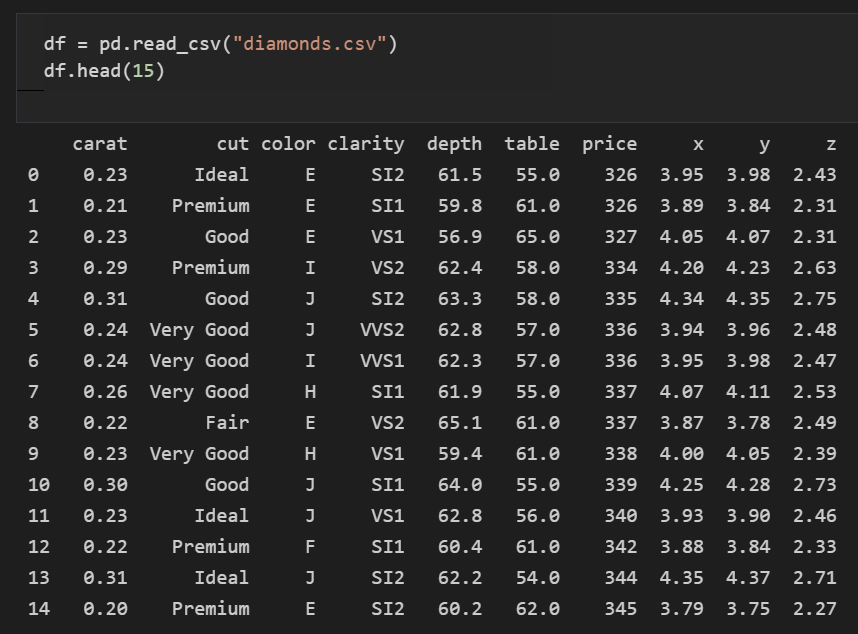 df = pd.read_csv("diamonds.csv")
df.head(15)
carat cut color clarity depth table price x y z
0 0.23 Ideal E SI2 61.5 55.0 326 3.95 3.98 2.43
1 0.21 Premium E SI1 59.8 61.0 326 3.89 3.84 2.31
2 0.23 Good E VS1 56.9 65.0 327 4.05 4.07 2.31
3 0.29 Premium I VS2 62.4 58.0 334 4.20 4.23 2.63
4 0.31 Good J SI2 63.3 58.0 335 4.34 4.35 2.75
5 0.24 Very Good J VVS2 62.8 57.0 336 3.94 3.96 2.48
6 0.24 Very Good I VVS1 62.3 57.0 336 3.95 3.98 2.47
7 0.26 Very Good H SI1 61.9 55.0 337 4.07 4.11 2.53
8 0.22 Fair E VS2 65.1 61.0 337 3.87 3.78 2.49
9 0.23 Very Good H VS1 59.4 61.0 338 4.00 4.05 2.39
10 0.30 Good J SI1 64.0 55.0 339 4.25 4.28 2.73
11 0.23 Ideal J VS1 62.8 56.0 340 3.93 3.90 2.46
12 0.22 Premium F SI1 60.4 61.0 342 3.88 3.84 2.33
13 0.31 Ideal J SI2 62.2 54.0 344 4.35 4.37 2.71
14 0.20 Premium E SI2 60.2 62.0 345 3.79 3.75 2.27